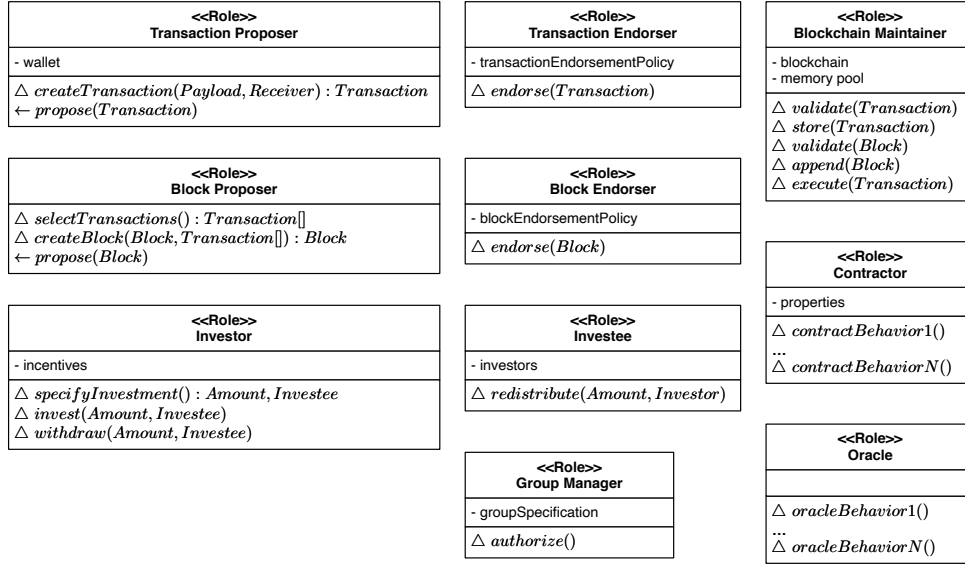 <<Role>>
Transaction Proposer
- wallet
△ createTransaction(Payload, Receiver) : Transaction
← propose(Transaction)
<<Role>>
Transaction Endorser
- transactionEndorsementPolicy
△ endorse(Transaction)
<<Role>>
Blockchain Maintainer
- blockchain
- memory pool
△ validate(Transaction)
△ store(Transaction)
△ validate(Block)
△ append(Block)
△ execute(Transaction)
<<Role>>
Block Proposer
△ selectTransactions() : Transaction[]
△ createBlock(Block, Transaction[]) : Block
← propose(Block)
<<Role>>
Block Endorser
- blockEndorsementPolicy
△ endorse(Block)
<<Role>>
Contractor
- properties
△ contractBehavior1()
...
△ contractBehaviorN()
<<Role>>
Investor
- incentives
△ specifyInvestment() : Amount, Investee
△ invest(Amount, Investee)
△ withdraw(Amount, Investee)
<<Role>>
Investee
- investors
△ redistribute(Amount, Investor)
<<Role>>
Group Manager
- groupSpecification
△ authorize()
<<Role>>
Oracle
△ oracleBehavior1()
...
△ oracleBehaviorN()